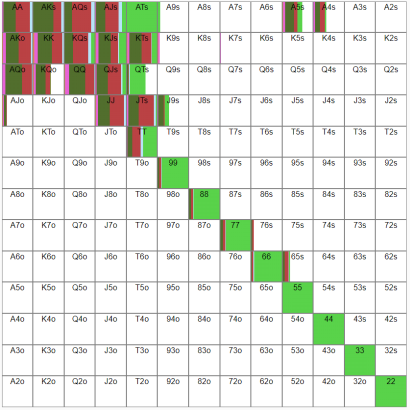 AA AKs AQs AJs ATs A9s A8s A7s A6s A5s A4s A3s A2s
AKo KK KQs KJs KTs K9s K8s K7s K6s K5s K4s K3s K2s
AQo KQo QQ QJs QTs Q9s Q8s Q7s Q6s Q5s Q4s Q3s Q2s
AJo KJo QJo JJ JTs J9s J8s J7s J6s J5s J4s J3s J2s
ATo KTo QTo JTo TT T9s T8s T7s T6s T5s T4s T3s T2s
A9o K9o Q9o J9o T9o 99 98s 97s 96s 95s 94s 93s 92s
A8o K8o Q8o J8o T8o 98o 88 87s 86s 85s 84s 83s 82s
A7o K7o Q7o J7o T7o 97o 87o 77 76s 75s 74s 73s 72s
A6o K6o Q6o J6o T6o 96o 86o 76o 66 65s 64s 63s 62s
A5o K5o Q5o J5o T5o 95o 85o 75o 65o 55 54s 53s 52s
A4o K4o Q4o J4o T4o 94o 84o 74o 64o 54o 44 43s 42s
A3o K3o Q3o J3o T3o 93o 83o 73o 63o 53o 43o 33 32s
A2o K2o Q2o J2o T2o 92o 82o 72o 62o 52o 42o 32o 22